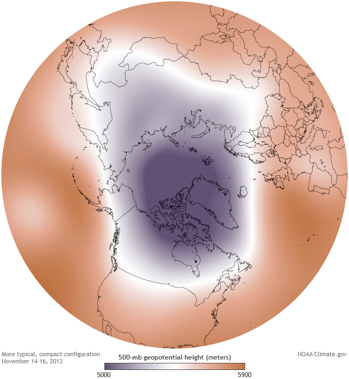 More typical, compact configuration
November 14-16, 2013
500-mb geopotential height (meters)
NOAA Climate.gov
5000
5900